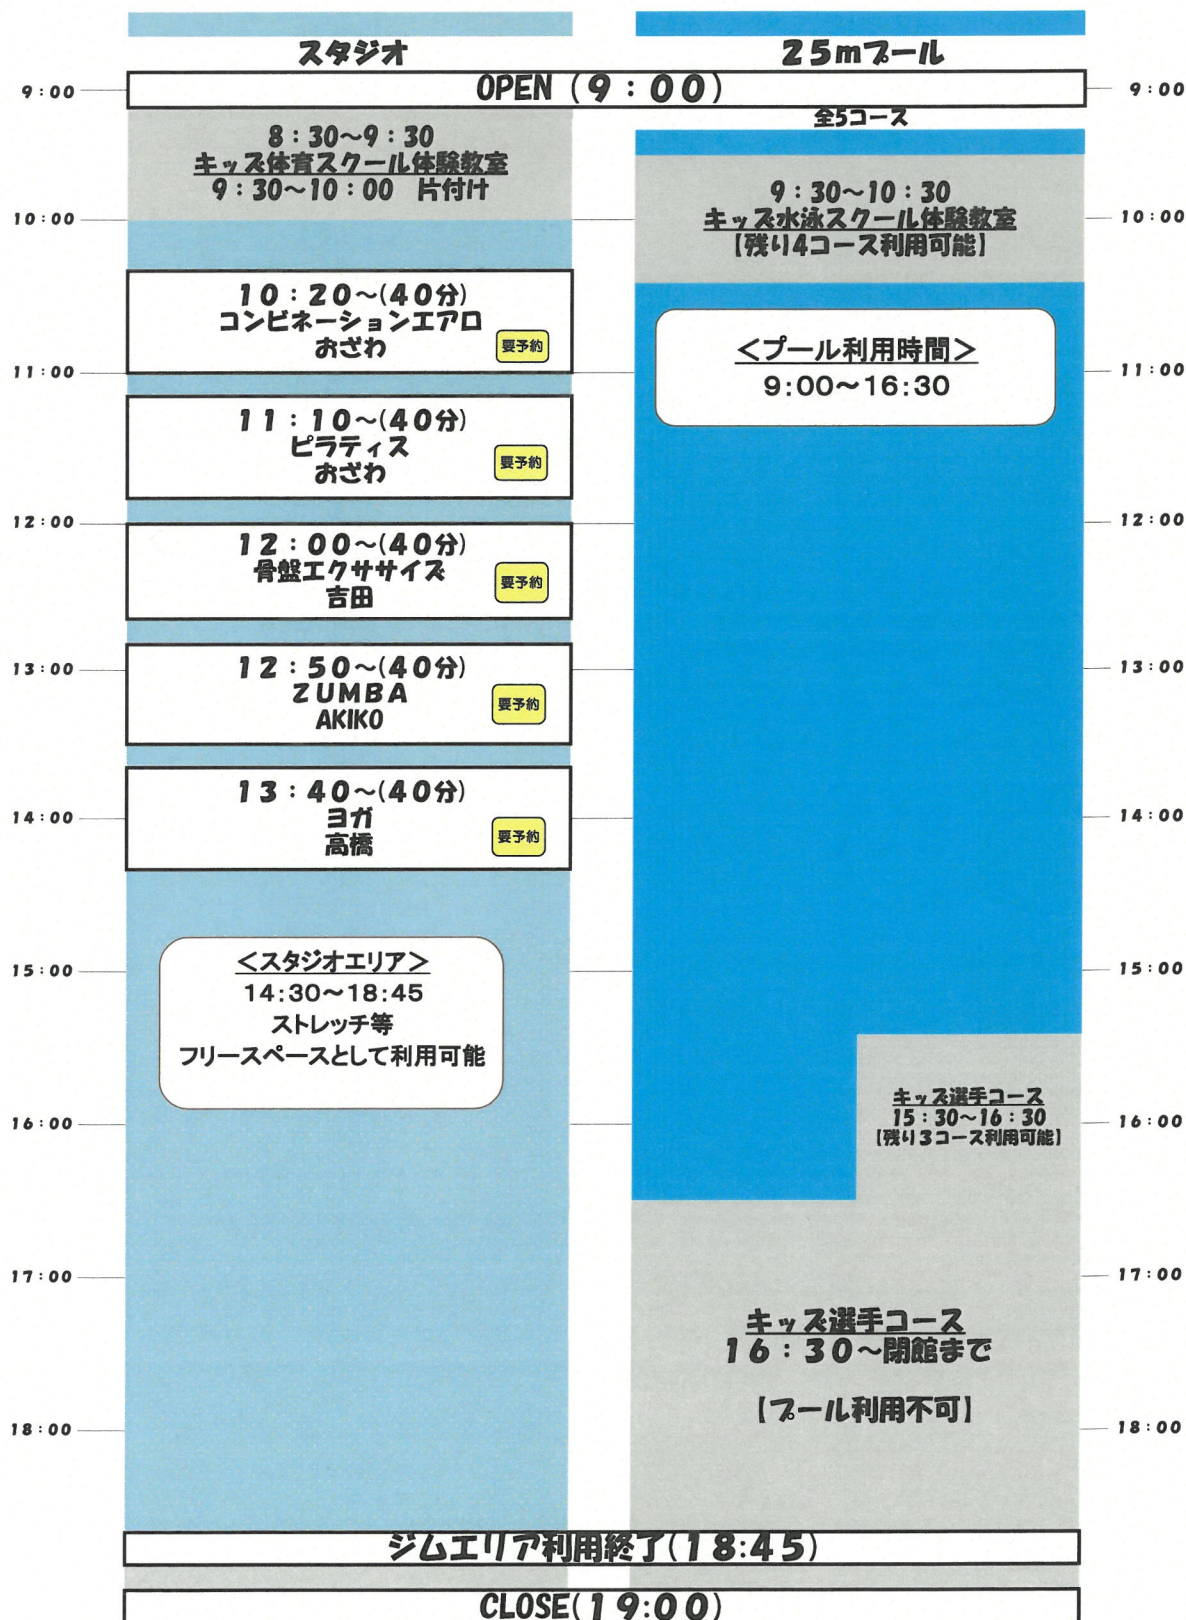 スタジオ
25mプール
OPEN（9：00）
全5コース
9:00
9:00
8：30～9：30
キッズ体育スクール体験教室
9：30～10：00　片付け
9：30～10：30
キッズ水泳スクール体験教室
【残り4コース利用可能】
10:00
10:00
10：20～(40分)
コンビネーションエアロ
おざわ
要予約
＜プール利用時間＞
9:00～16:30
11:00
11:00
11：10～(40分)
ピラティス
おざわ
要予約
12:00
12:00
12：00～(40分)
骨盤エクササイズ
吉田
要予約
13:00
13:00
12：50～(40分)
ZUMBA
AKIKO
要予約
13：40～(40分)
ヨガ
高橋
要予約
14:00
14:00
＜スタジオエリア＞
14:30～18:45
ストレッチ等
フリースペースとして利用可能
15:00
15:00
キッズ選手コース
15：30～16：30
【残り3コース利用可能】
16:00
16:00
17:00
17:00
キッズ選手コース
16：30～閉館まで
【プール利用不可】
18:00
18:00
ジムエリア利用終了(18:45)
CLOSE(19:00)